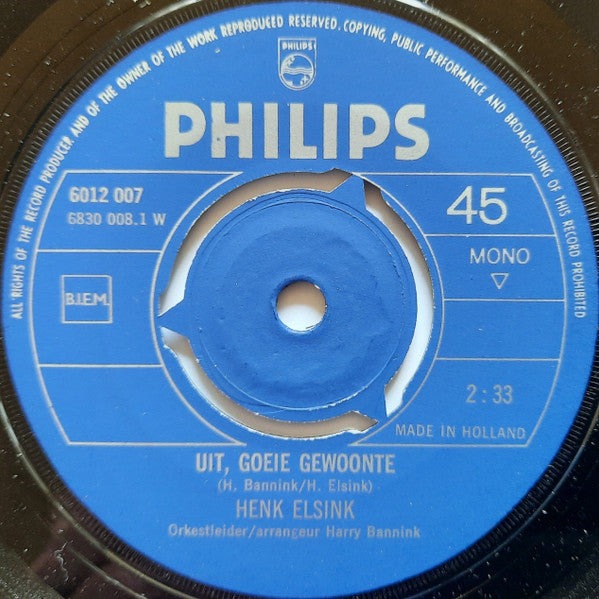 ALL RIGHTS OF THE RECORD PRODUCER AND OF THE OWNER OF THE WORK REPRODUCED RESERVED. COPYING, PUBLIC PERFORMANCE AND BROADCASTING OF THIS RECORD PROHIBITED
PHILIPS
PHILIPS
6012 007
6830 008.1 W
45
MONO
B.I.E.M.
2:33
MADE IN HOLLAND
UIT, GOEIE GEWOONTE
(H. Bannink/H. Elsink)
HENK ELSINK
Orkestleider/arrangeur Harry Bannink